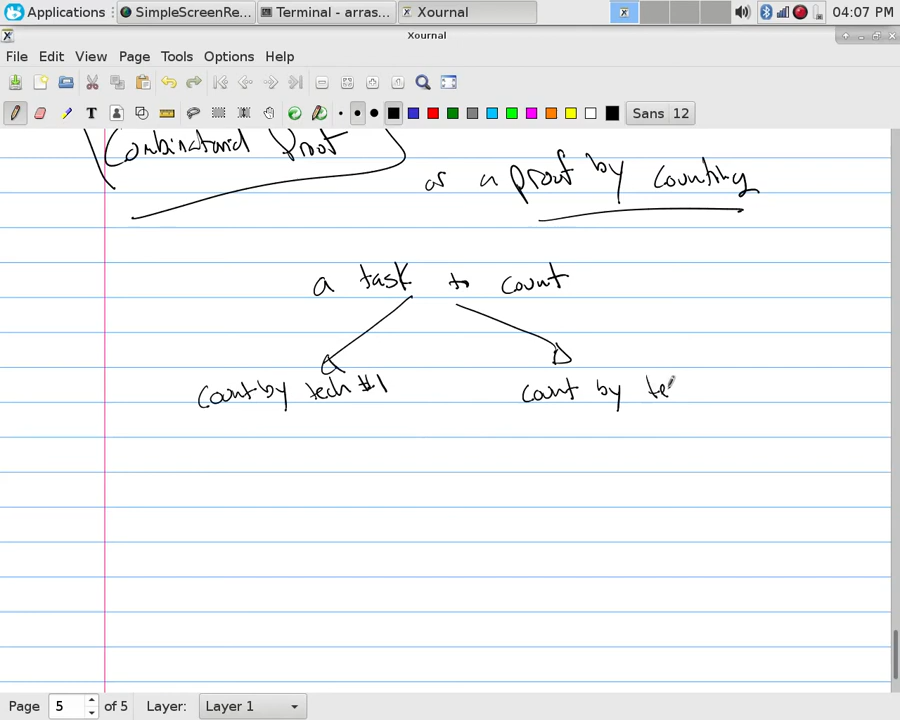 Applications SimpleScreenRe... Terminal - arras... Xournal 04:07 PM
Xournal
File Edit View Page Tools Options Help
Sans 12
Combinatorial Proof
or a proof by counting
a task to count
count by tech #1 count by te
Page 5 of 5 Layer: Layer 1